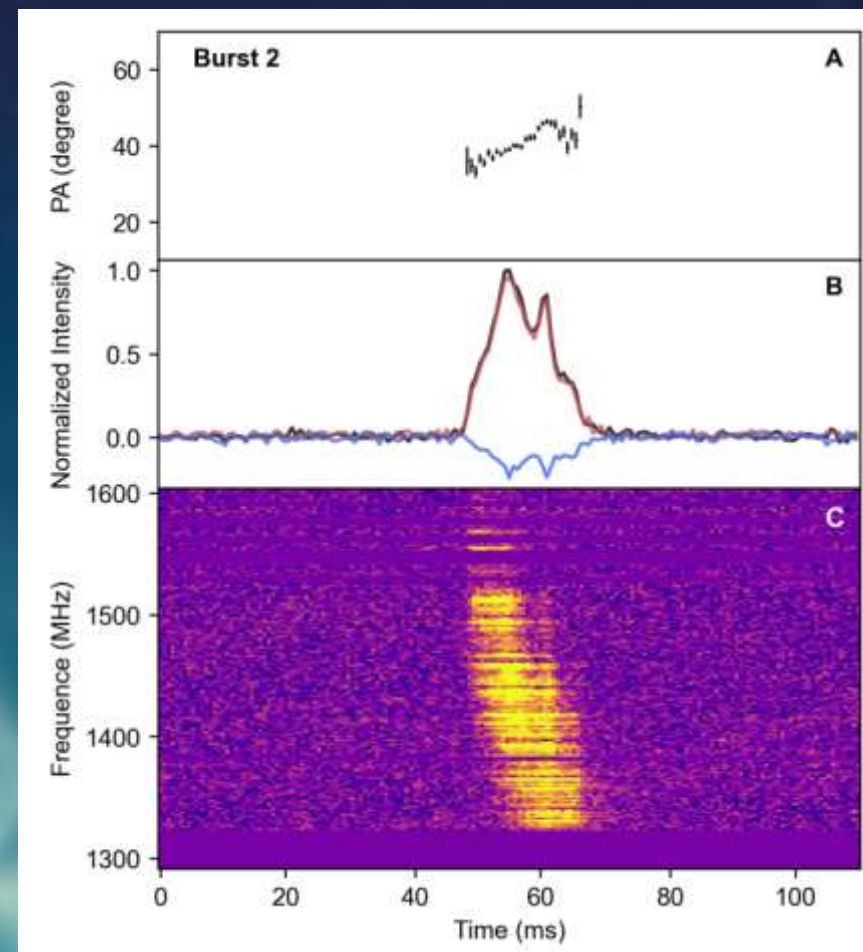 Burst 2
A
PA (degree)
60
40
20
B
Normalized Intensity
1.0
0.5
0.0
C
Frequence (MHz)
1600
1500
1400
1300
0 20 40 60 80 100
Time (ms)